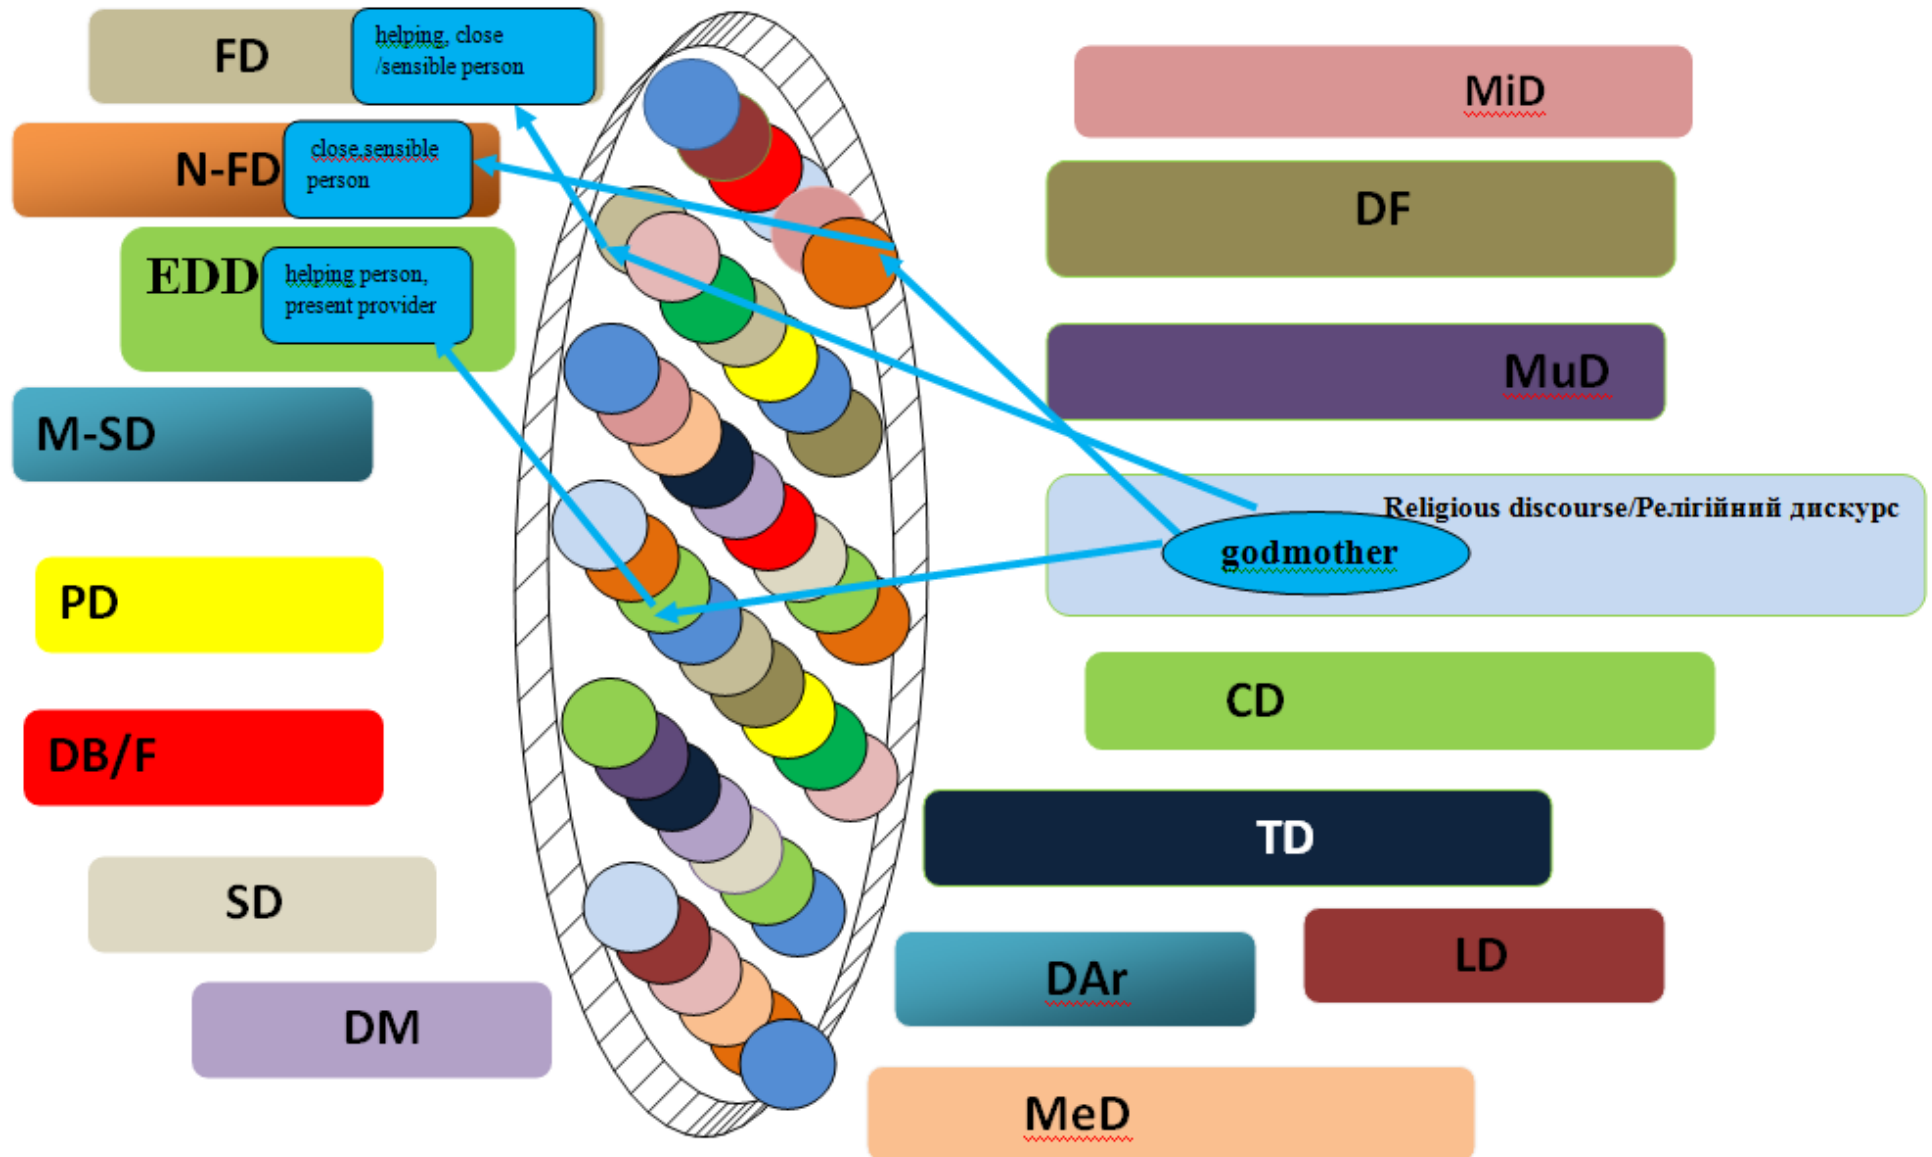 FD
helping, close
/sensible person
N-FD
close,sensible
person
EDD
helping person,
present provider
M-SD
PD
DB/F
SD
DM
MiD
DF
MuD
Religious discourse/Релігійний дискурс
godmother
CD
TD
LD
DAr
MeD